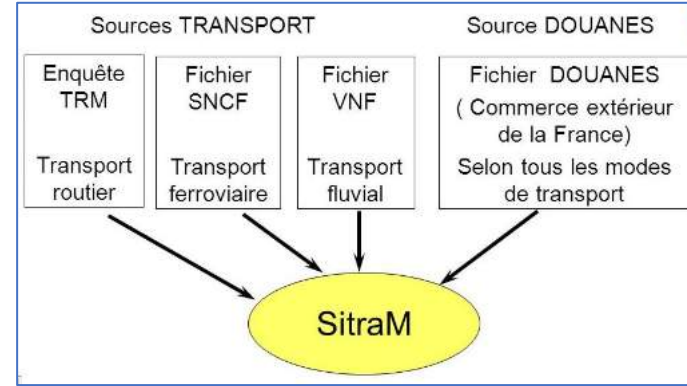 Sources TRANSPORT
Source DOUANES
Enquête
TRM
Transport
routier
Fichier
SNCF
Transport
ferroviaire
Fichier
VNF
Transport
fluvial
Fichier DOUANES
( Commerce extérieur
de la France)
Selon tous les modes
de transport
SitraM